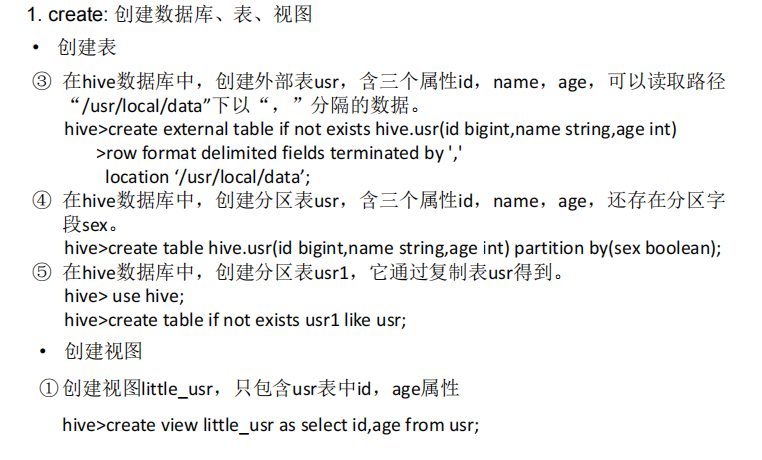 1. create: 创建数据库、表、视图
• 创建表
③ 在hive数据库中，创建外部表usr，含三个属性id，name，age，可以读取路径
“/usr/local/data”下以“，”分隔的数据。
hive>create external table if not exists hive.usr(id bigint,name string,age int)
>row format delimited fields terminated by ','
location ‘/usr/local/data’;
④ 在hive数据库中，创建分区表usr，含三个属性id，name，age，还存在分区字
段sex。
hive>create table hive.usr(id bigint,name string,age int) partition by(sex boolean);
⑤ 在hive数据库中，创建分区表usr1，它通过复制表usr得到。
hive> use hive;
hive>create table if not exists usr1 like usr;
• 创建视图
① 创建视图little_usr，只包含usr表中id，age属性
hive>create view little_usr as select id,age from usr;